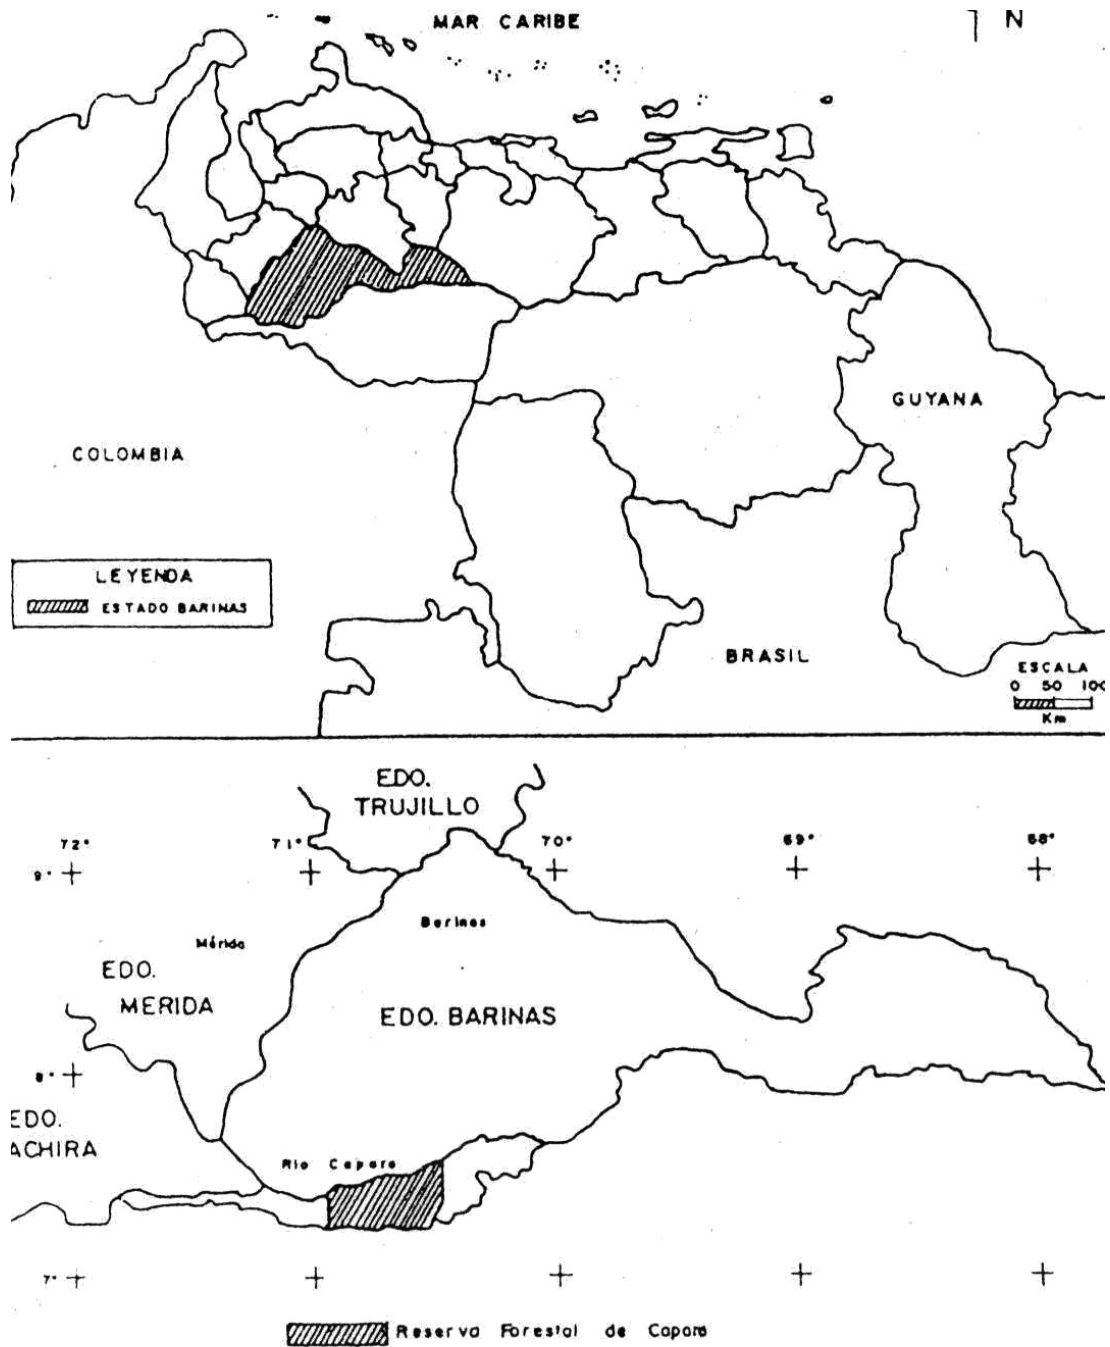 MAR CARIBE
N
GUYANA
COLOMBIA
LEYENDA
ESTADO BARINAS
BRASIL
ESCALA
0 50 100
Km
EDO.
TRUJILLO
72° 71° 70° 69° 68°
9°
Barinas
Mérida
EDO.
MERIDA
EDO. BARINAS
8°
EDO.
ACHIRA
Río Caparo
7°
Reserva Forestal de Caparo